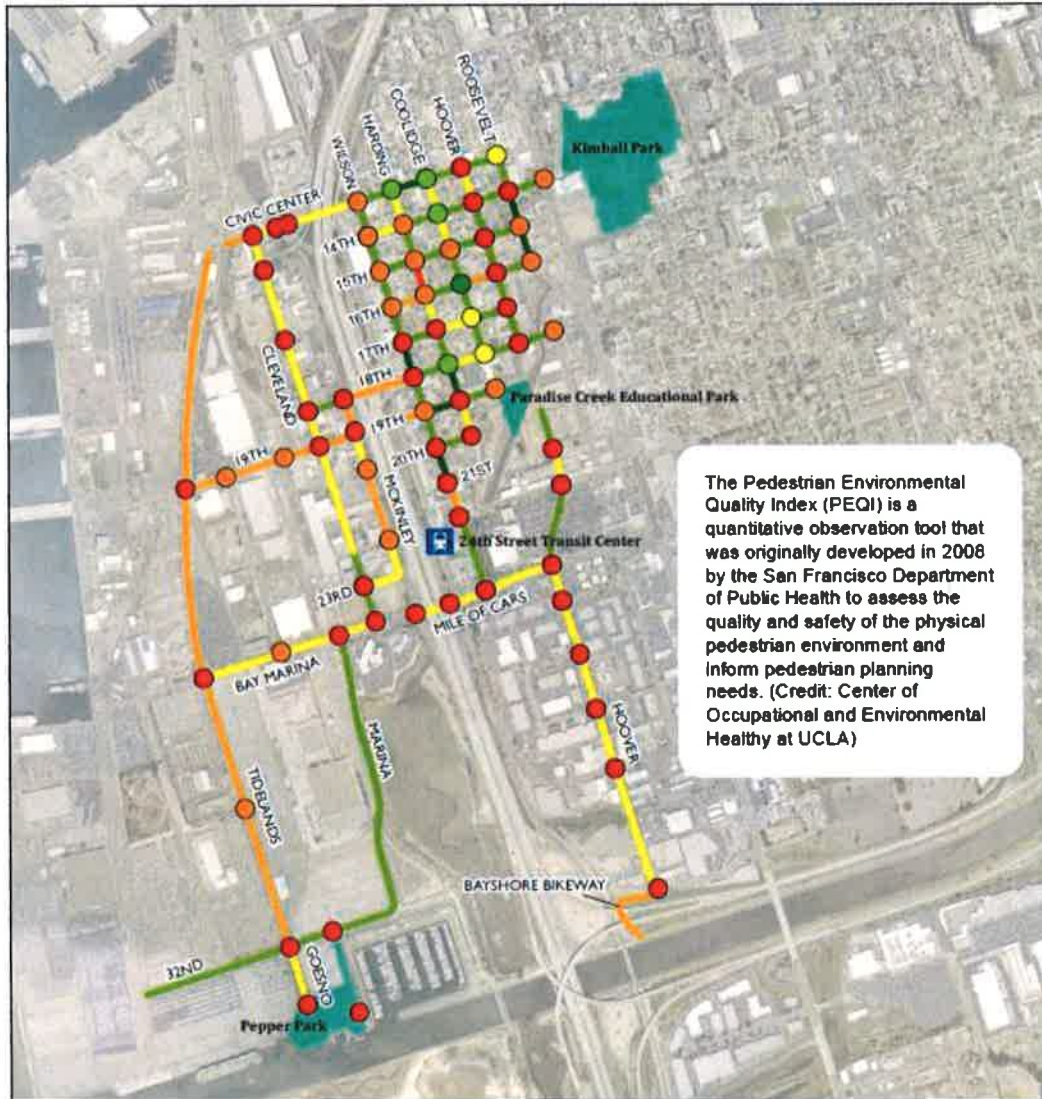 ROOSEVELT
HOOVER
COOLIDGE
HARDING
WILSON
Kimball Park
CIVIC CENTER
14TH
15TH
16TH
17TH
18TH
CLEVELAND
Paradise Creek Educational Park
19TH
19TH
20TH
21ST
MCKINLEY
24th Street Transit Center
23RD
MILE OF CARS
BAY MARINA
HOOVER
MARINA
TIDELANDS
BAYSHORE BIKEWAY
32ND
GOESNO
Pepper Park
The Pedestrian Environmental
Quality Index (PEQI) is a
quantitative observation tool that
was originally developed in 2008
by the San Francisco Department
of Public Health to assess the
quality and safety of the physical
pedestrian environment and
inform pedestrian planning
needs. (Credit: Center of
Occupational and Environmental
Healthy at UCLA)